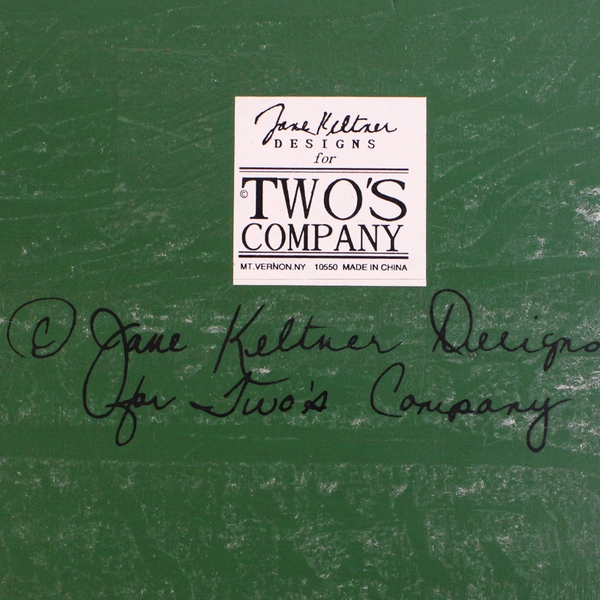 Jane Keltner
DESIGNS
for
© TWO'S
COMPANY
MT.VERNON.NY 10550 MADE IN CHINA
© Jane Keltner Designs
for Two's Company